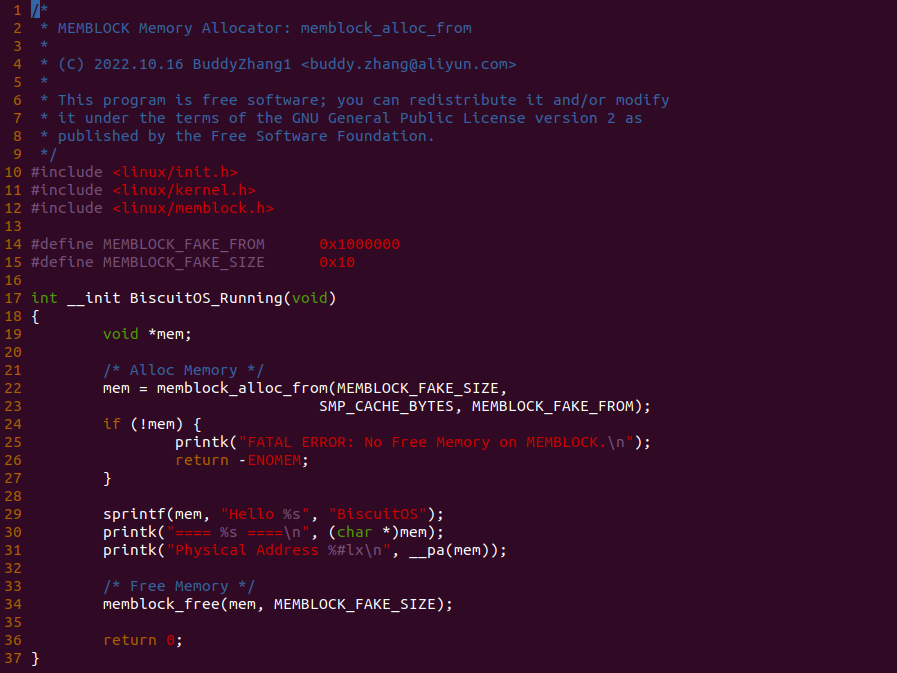 1 /*
2  * MEMBLOCK Memory Allocator: memblock_alloc_from
3  *
4  * (C) 2022.10.16 BuddyZhang1 <buddy.zhang@aliyun.com>
5  *
6  * This program is free software; you can redistribute it and/or modify
7  * it under the terms of the GNU General Public License version 2 as
8  * published by the Free Software Foundation.
9  */
10 #include <linux/init.h>
11 #include <linux/kernel.h>
12 #include <linux/memblock.h>
13
14 #define MEMBLOCK_FAKE_FROM      0x1000000
15 #define MEMBLOCK_FAKE_SIZE      0x10
16
17 int __init BiscuitOS_Running(void)
18 {
19         void *mem;
20
21         /* Alloc Memory */
22         mem = memblock_alloc_from(MEMBLOCK_FAKE_SIZE,
23                                 SMP_CACHE_BYTES, MEMBLOCK_FAKE_FROM);
24         if (!mem) {
25                 printk("FATAL ERROR: No Free Memory on MEMBLOCK.\n");
26                 return -ENOMEM;
27         }
28
29         sprintf(mem, "Hello %s", "BiscuitOS");
30         printk("==== %s ====\n", (char *)mem);
31         printk("Physical Address %#lx\n", __pa(mem));
32
33         /* Free Memory */
34         memblock_free(mem, MEMBLOCK_FAKE_SIZE);
35
36         return 0;
37 }